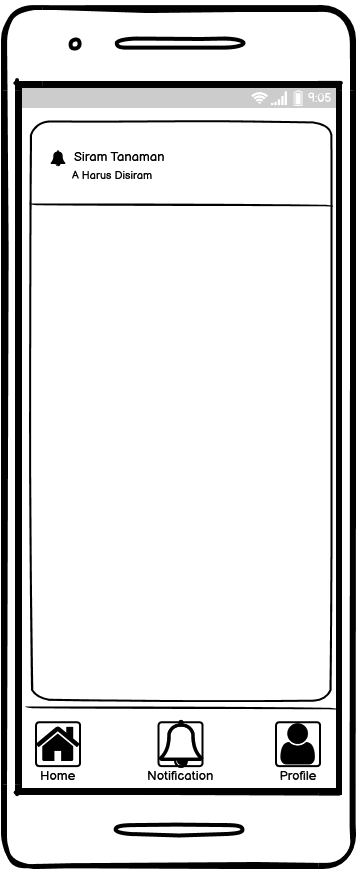 9:05
Siram Tanaman
A Harus Disiram
Home
Notification
Profile